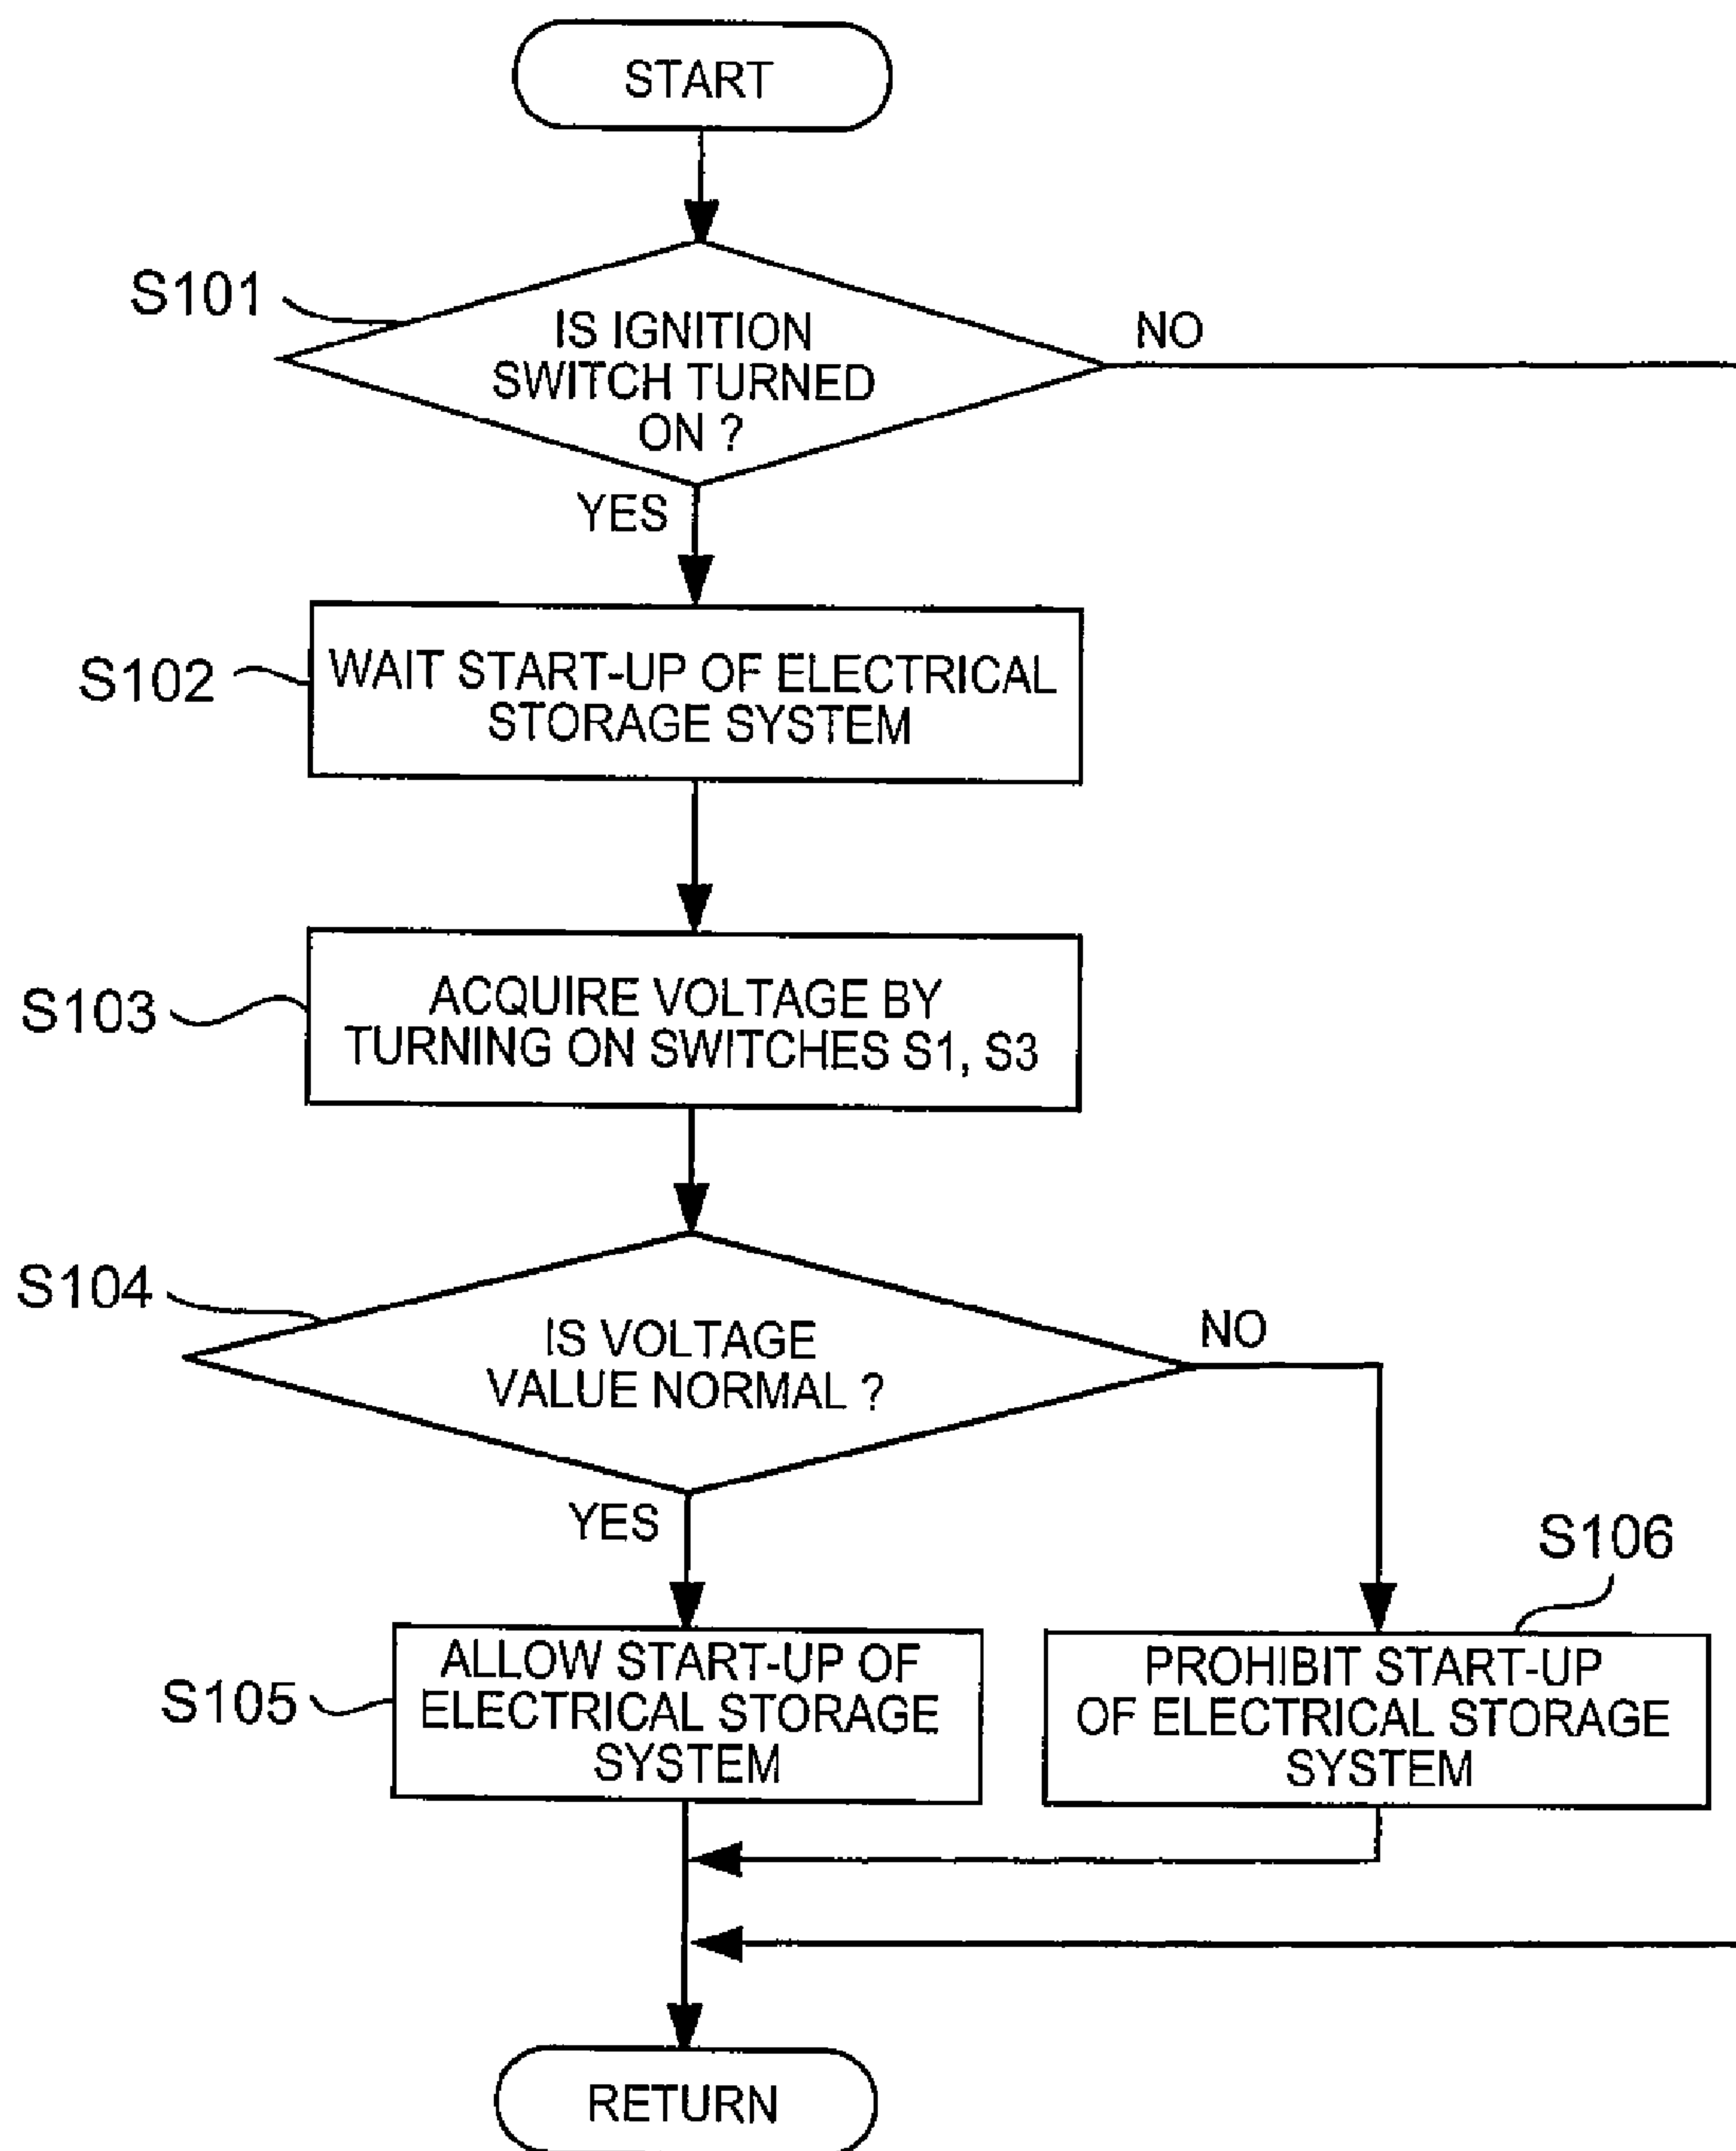 START
S101
IS IGNITION
SWITCH TURNED
ON ?
NO
YES
S102
WAIT START-UP OF ELECTRICAL
STORAGE SYSTEM
S103
ACQUIRE VOLTAGE BY
TURNING ON SWITCHES S1, S3
S104
IS VOLTAGE
VALUE NORMAL ?
NO
YES
S105
ALLOW START-UP OF
ELECTRICAL STORAGE
SYSTEM
S106
PROHIBIT START-UP
OF ELECTRICAL STORAGE
SYSTEM
RETURN